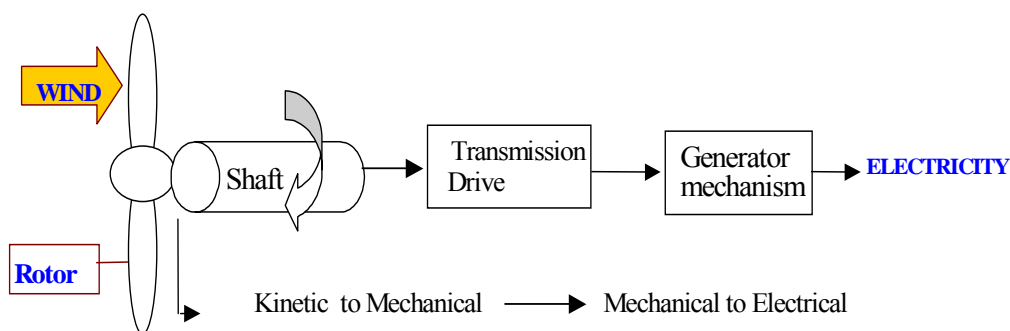 WIND
Shaft
Transmission
Drive
Generator
mechanism
ELECTRICITY
Rotor
Kinetic to Mechanical
Mechanical to Electrical